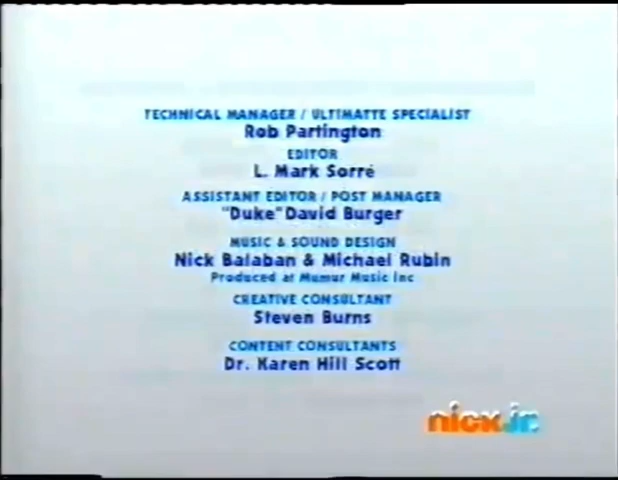 TECHNICAL MANAGER / ULTIMATTE SPECIALIST
Rob Partington
EDITOR
L. Mark Sorré
ASSISTANT EDITOR / POST MANAGER
"Duke"David Burger
MUSIC & SOUND DESIGN
Nick Balaban & Michael Rubin
Produced at Mumur Music Inc
CREATIVE CONSULTANT
Steven Burns
CONTENT CONSULTANTS
Dr. Karen Hill Scott
nick jr.